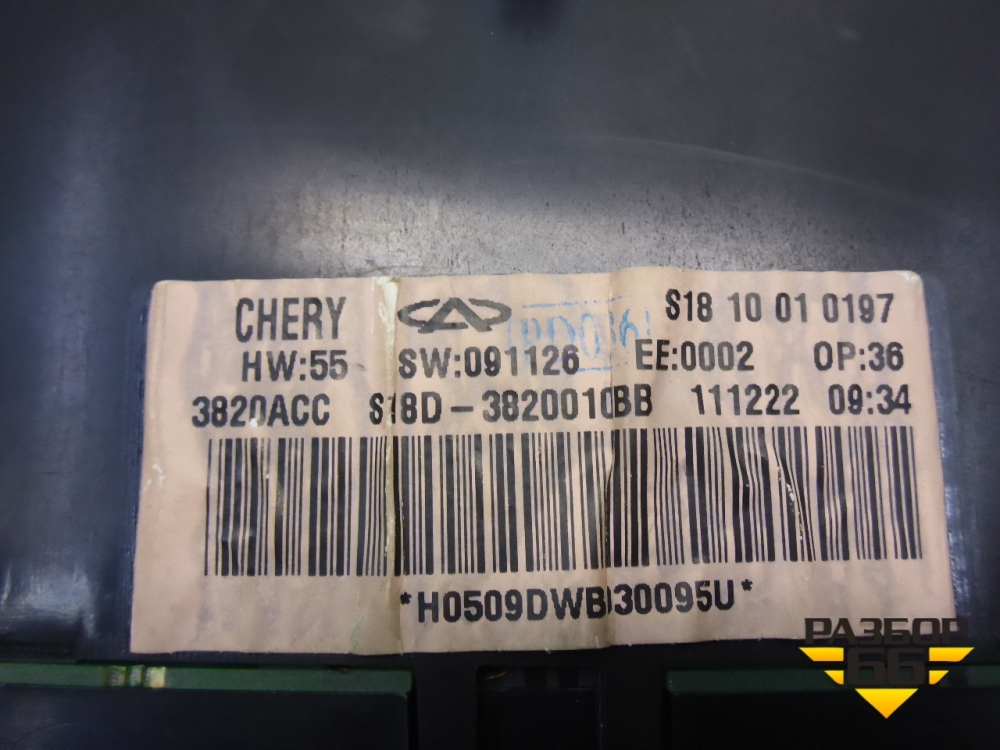 CHERY S18 10 01 0197
HW:55 SW:091126 EE:0002 OP:36
3820ACC S18D-3820010BB 111222 09:34
*H0509DWB030095U*
РАЗБОР
66